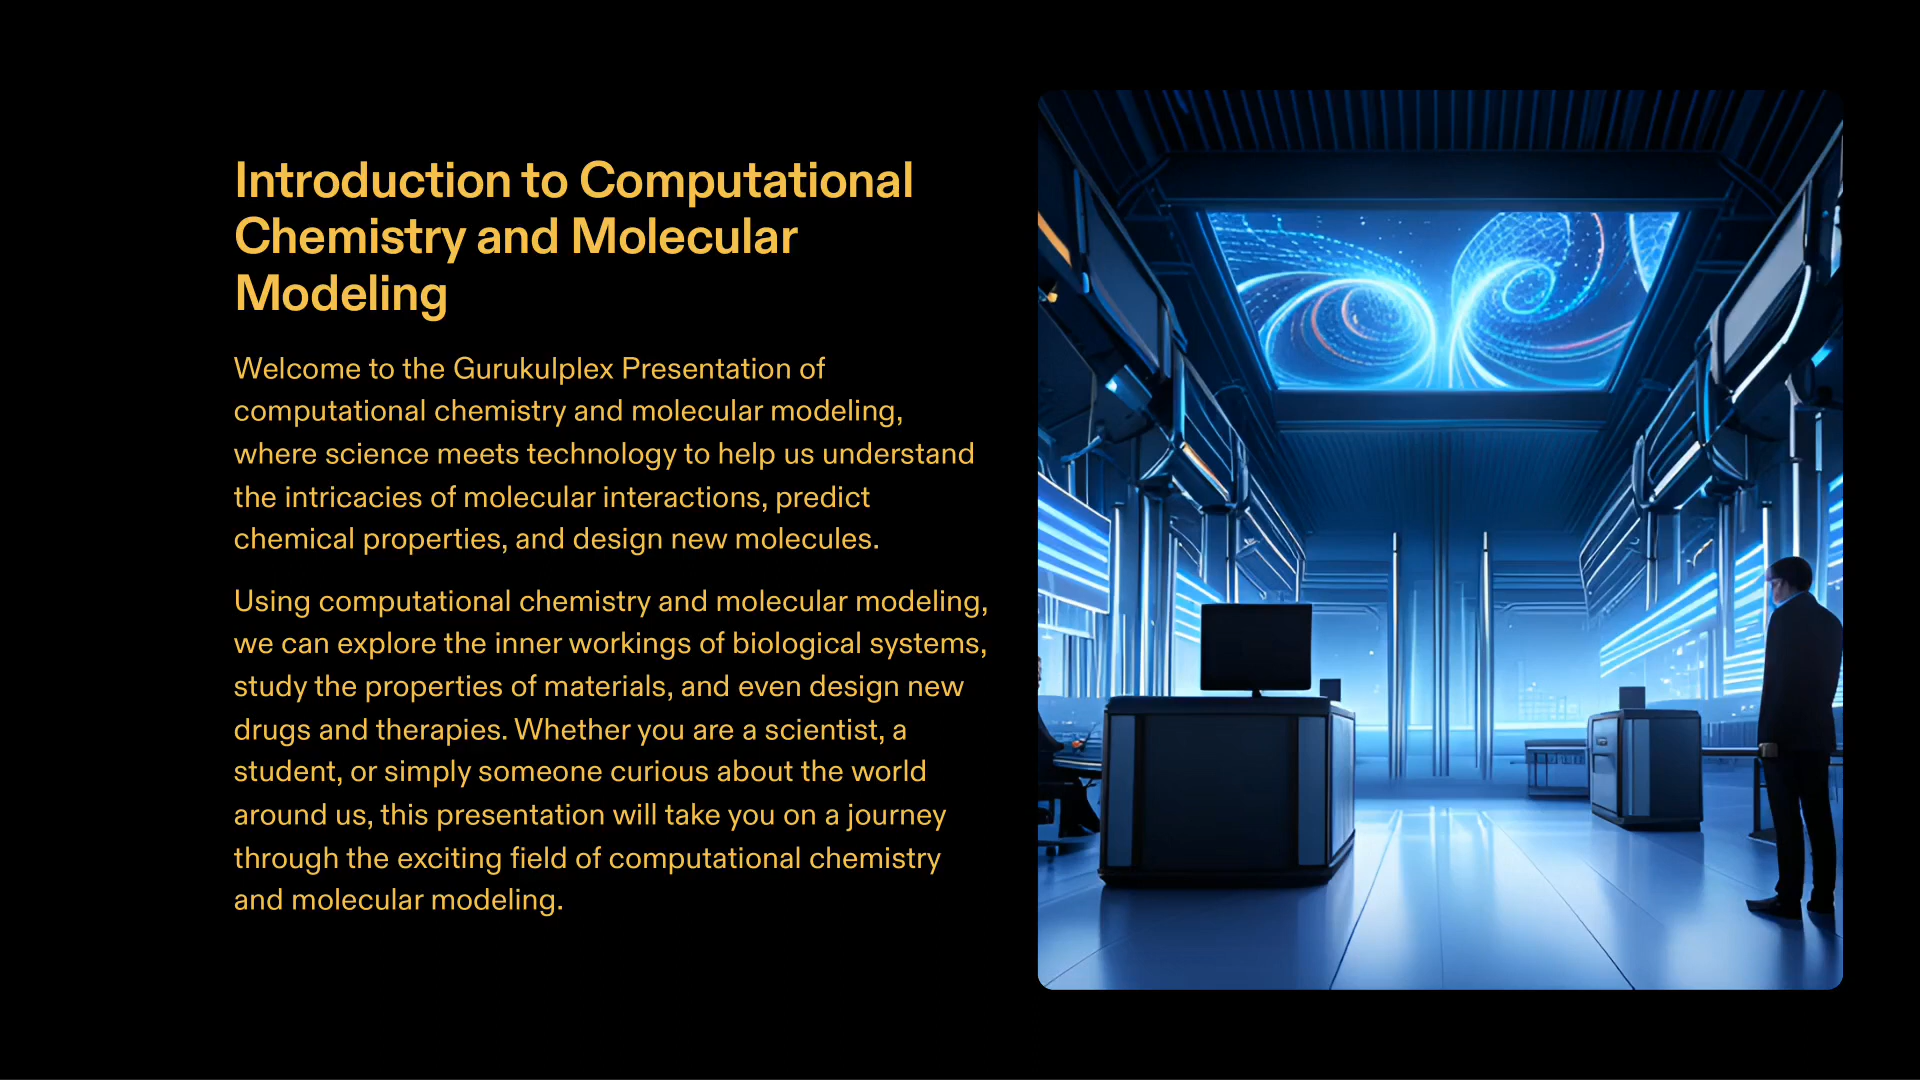 Introduction to Computational
Chemistry and Molecular
Modeling
Welcome to the Gurukulplex Presentation of
computational chemistry and molecular modeling,
where science meets technology to help us understand
the intricacies of molecular interactions, predict
chemical properties, and design new molecules.
Using computational chemistry and molecular modeling,
we can explore the inner workings of biological systems,
study the properties of materials, and even design new
drugs and therapies. Whether you are a scientist, a
student, or simply someone curious about the world
around us, this presentation will take you on a journey
through the exciting field of computational chemistry
and molecular modeling.